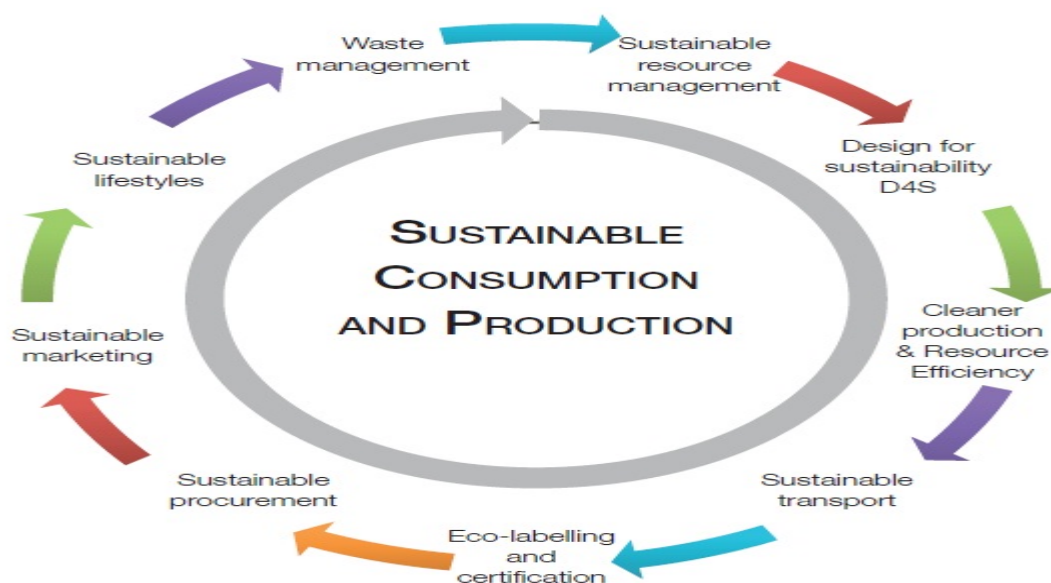 Waste
management
Sustainable
resource
management
Design for
sustainability
D4S
Cleaner
production
& Resource
Efficiency
Sustainable
transport
Eco-labelling
and
certification
Sustainable
procurement
Sustainable
marketing
Sustainable
lifestyles
SUSTAINABLE
CONSUMPTION
AND PRODUCTION